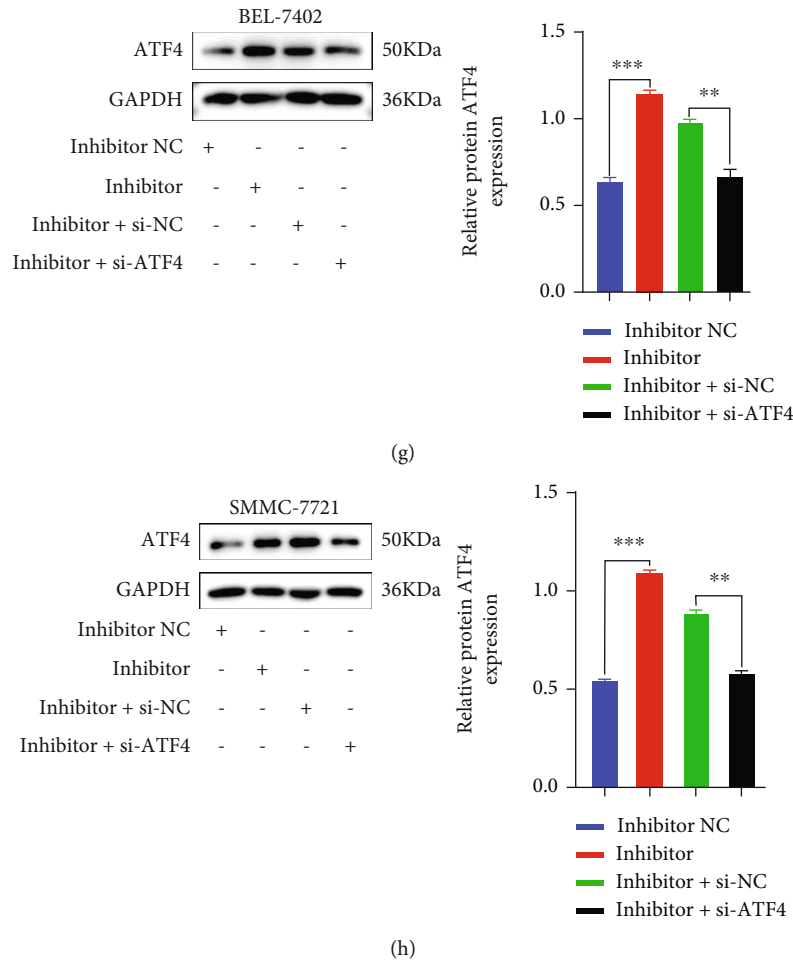 BEL-7402
ATF4 50KDa
GAPDH 36KDa
Inhibitor NC + - - -
Inhibitor - + - -
Inhibitor + si-NC - - + -
Inhibitor + si-ATF4 - - - +
Relative protein ATF4
expression
1.5
1.0
0.5
0.0
***
**
Inhibitor NC
Inhibitor
Inhibitor + si-NC
Inhibitor + si-ATF4
(g)
SMMC-7721
ATF4 50KDa
GAPDH 36KDa
Inhibitor NC + - - -
Inhibitor - + - -
Inhibitor + si-NC - - + -
Inhibitor + si-ATF4 - - - +
Relative protein ATF4
expression
1.5
1.0
0.5
0.0
***
**
Inhibitor NC
Inhibitor
Inhibitor + si-NC
Inhibitor + si-ATF4
(h)